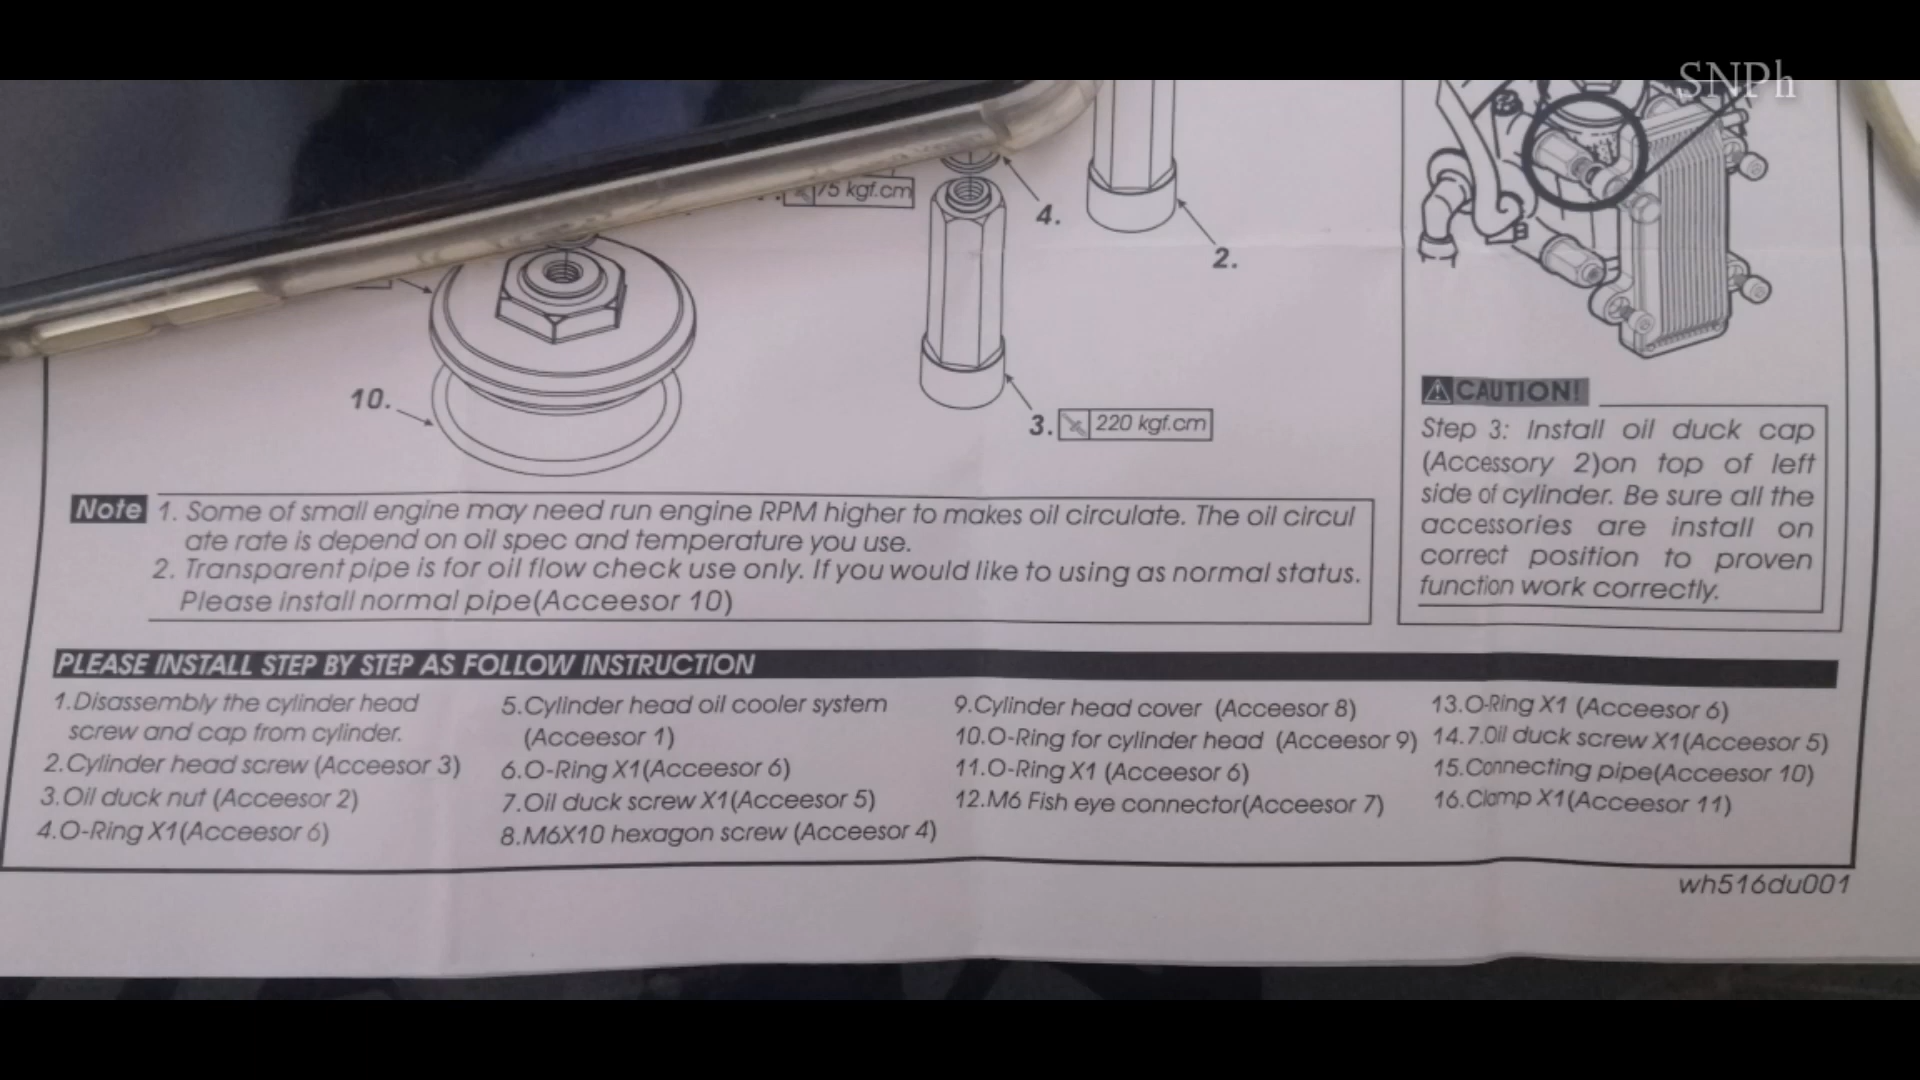 SNPh
75 kgf.cm
4.
2.
10.
3. 220 kgf.cm
CAUTION!
Step 3: Install oil duck cap
(Accessory 2)on top of left
side of cylinder. Be sure all the
accessories are install on
correct position to proven
function work correctly.
Note 1. Some of small engine may need run engine RPM higher to makes oil circulate. The oil circul
ate rate is depend on oil spec and temperature you use.
2. Transparent pipe is for oil flow check use only. If you would like to using as normal status.
Please install normal pipe(Acceesor 10)
PLEASE INSTALL STEP BY STEP AS FOLLOW INSTRUCTION
1.Disassembly the cylinder head
screw and cap from cylinder.
2.Cylinder head screw (Acceesor 3)
3.Oil duck nut (Acceesor 2)
4.O-Ring X1(Acceesor 6)
5.Cylinder head oil cooler system
(Acceesor 1)
6.O-Ring X1(Acceesor 6)
7.Oil duck screw X1(Acceesor 5)
8.M6X10 hexagon screw (Acceesor 4)
9.Cylinder head cover (Acceesor 8)
10.O-Ring for cylinder head (Acceesor 9)
11.O-Ring X1 (Acceesor 6)
12.M6 Fish eye connector(Acceesor 7)
13.O-Ring X1 (Acceesor 6)
14.7.Oil duck screw X1(Acceesor 5)
15.Connecting pipe(Acceesor 10)
16.Clamp X1(Acceesor 11)
wh516du001